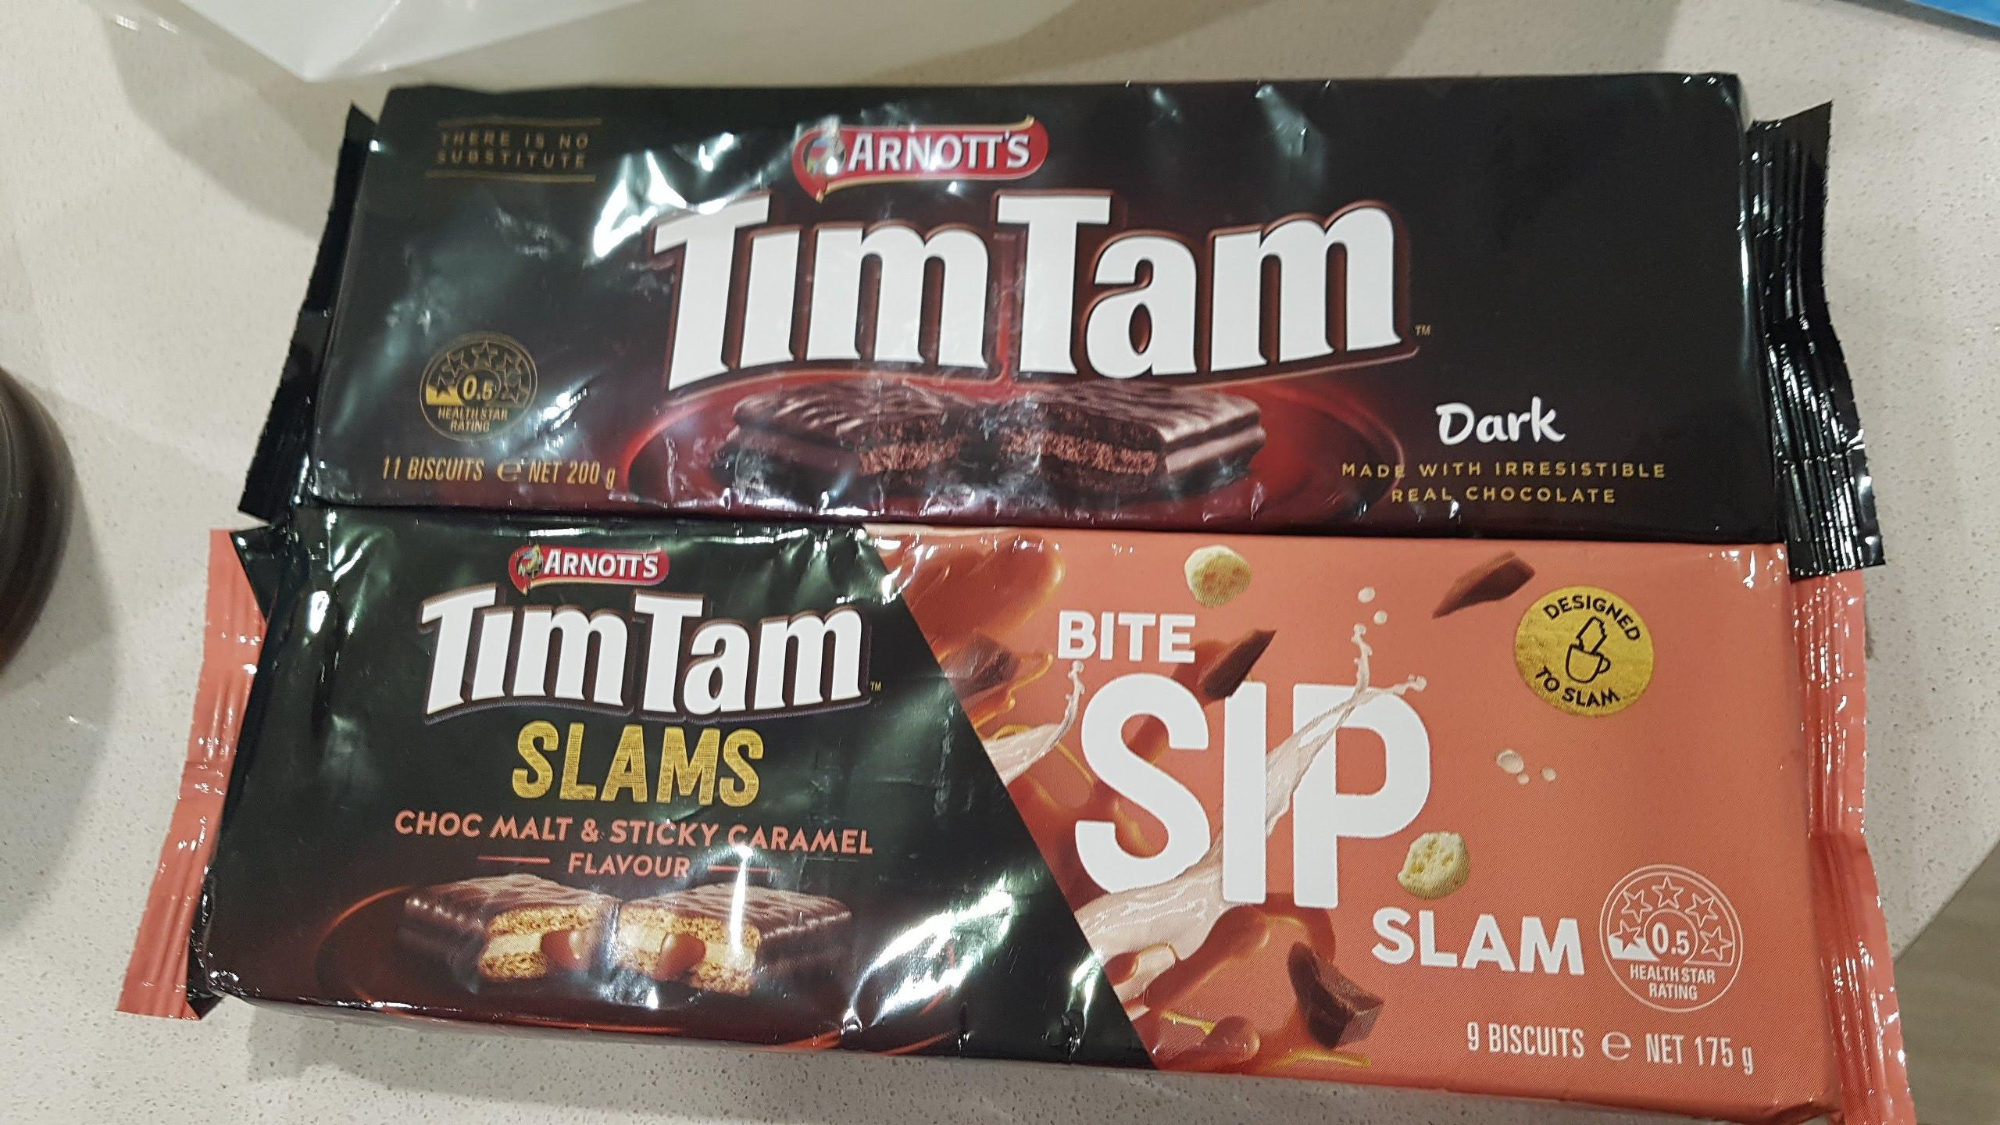 THERE IS NO
SUBSTITUTE
ARNOTT'S
TimTam™
0.5
HEALTH STAR
RATING
11 BISCUITS ℮ NET 200 g
Dark
MADE WITH IRRESISTIBLE
REAL CHOCOLATE
ARNOTT'S
TimTam™
SLAMS
CHOC MALT & STICKY CARAMEL
FLAVOUR
BITE
SIP
SLAM
DESIGNED
TO SLAM
0.5
HEALTH STAR
RATING
9 BISCUITS ℮ NET 175 g